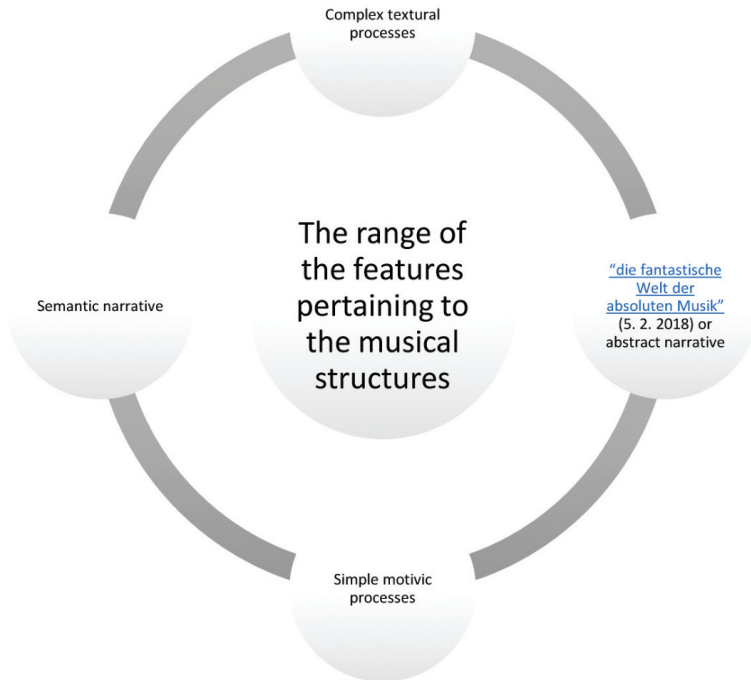 Complex textural
processes
The range of
the features
pertaining to
the musical
structures
"die fantastische
Welt der
absoluten Musik"
(5. 2. 2018) or
abstract narrative
Semantic narrative
Simple motivic
processes